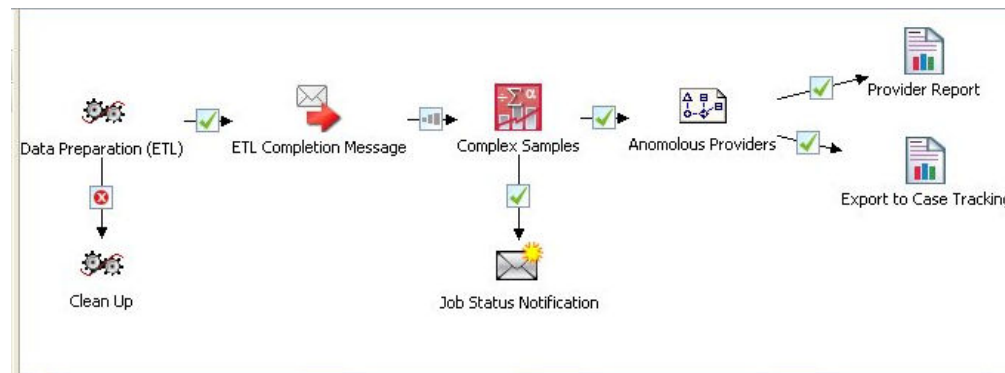 Provider Report
Data Preparation (ETL)
ETL Completion Message
Complex Samples
Anomolous Providers
Export to Case Tracking
Clean Up
Job Status Notification